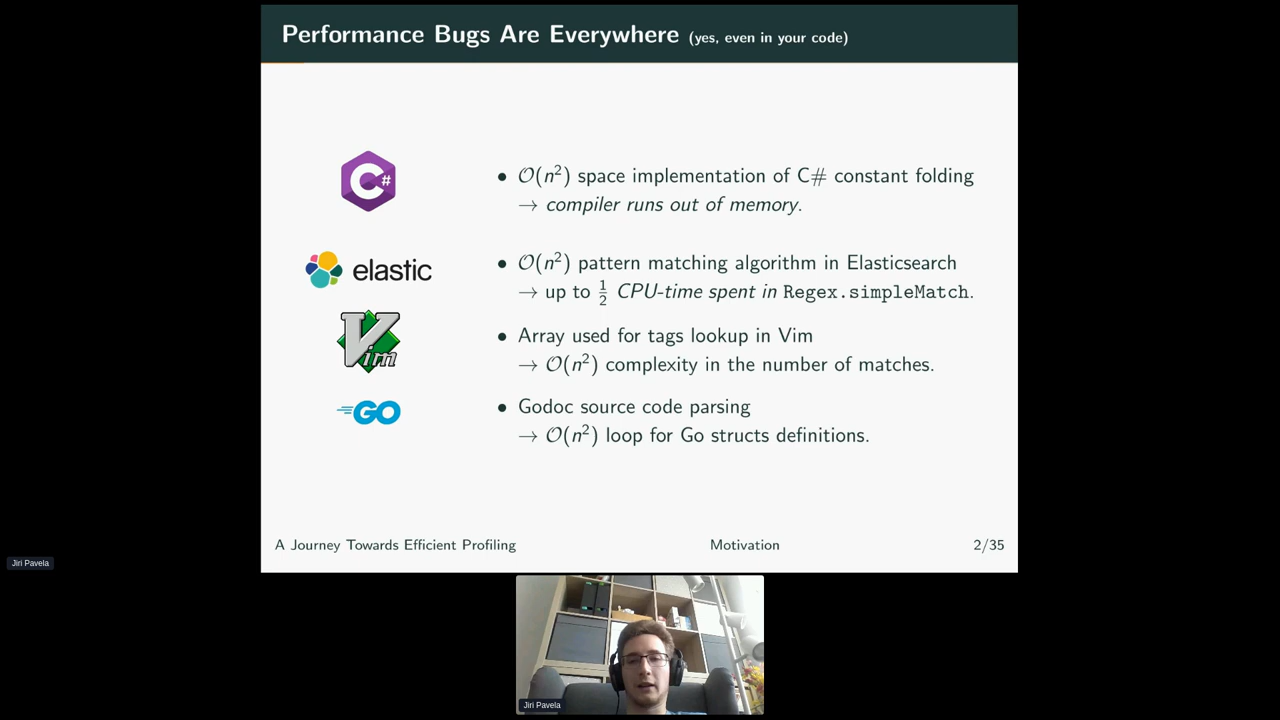 Performance Bugs Are Everywhere (yes, even in your code)
C#
• O(n²) space implementation of C# constant folding
→ compiler runs out of memory.
elastic
• O(n²) pattern matching algorithm in Elasticsearch
→ up to ½ CPU-time spent in Regex.simpleMatch.
Vim
• Array used for tags lookup in Vim
→ O(n²) complexity in the number of matches.
GO
• Godoc source code parsing
→ O(n²) loop for Go structs definitions.
A Journey Towards Efficient Profiling Motivation 2/35
Jiri Pavela
Jiri Pavela